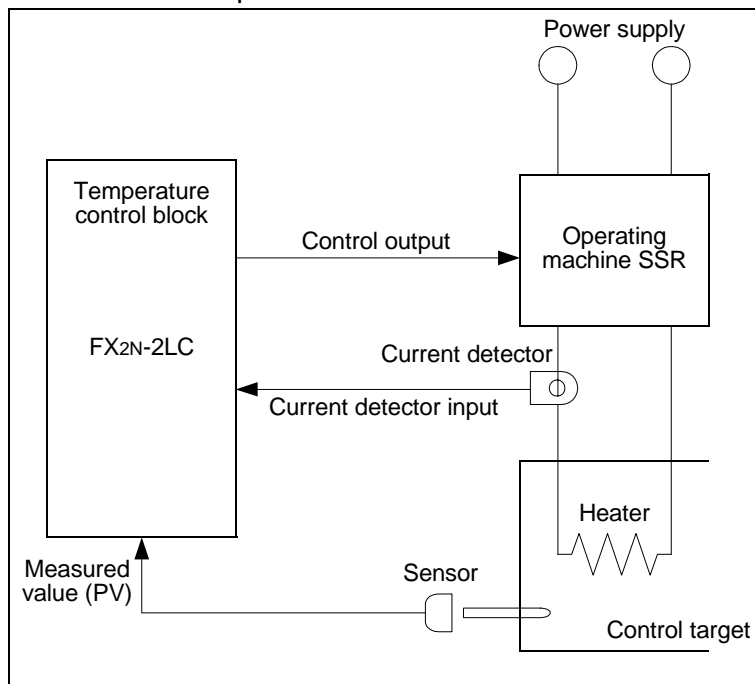 Power supply
Temperature
control block
Control output
Operating
machine SSR
FX2N-2LC
Current detector
Current detector input
Heater
Measured
value (PV)
Sensor
Control target